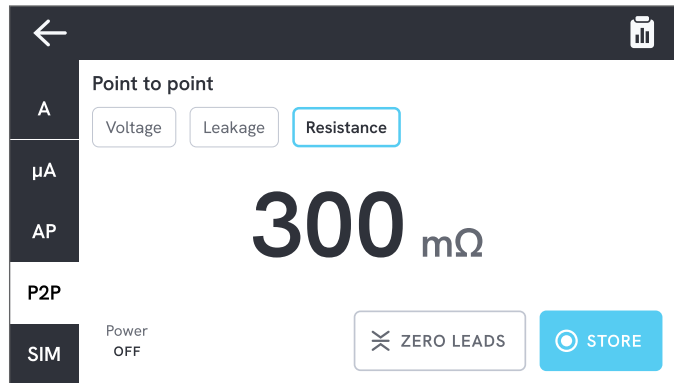 Point to point
A
Voltage Leakage Resistance
µA
300 mΩ
AP
P2P
Power
OFF
ZERO LEADS
STORE
SIM